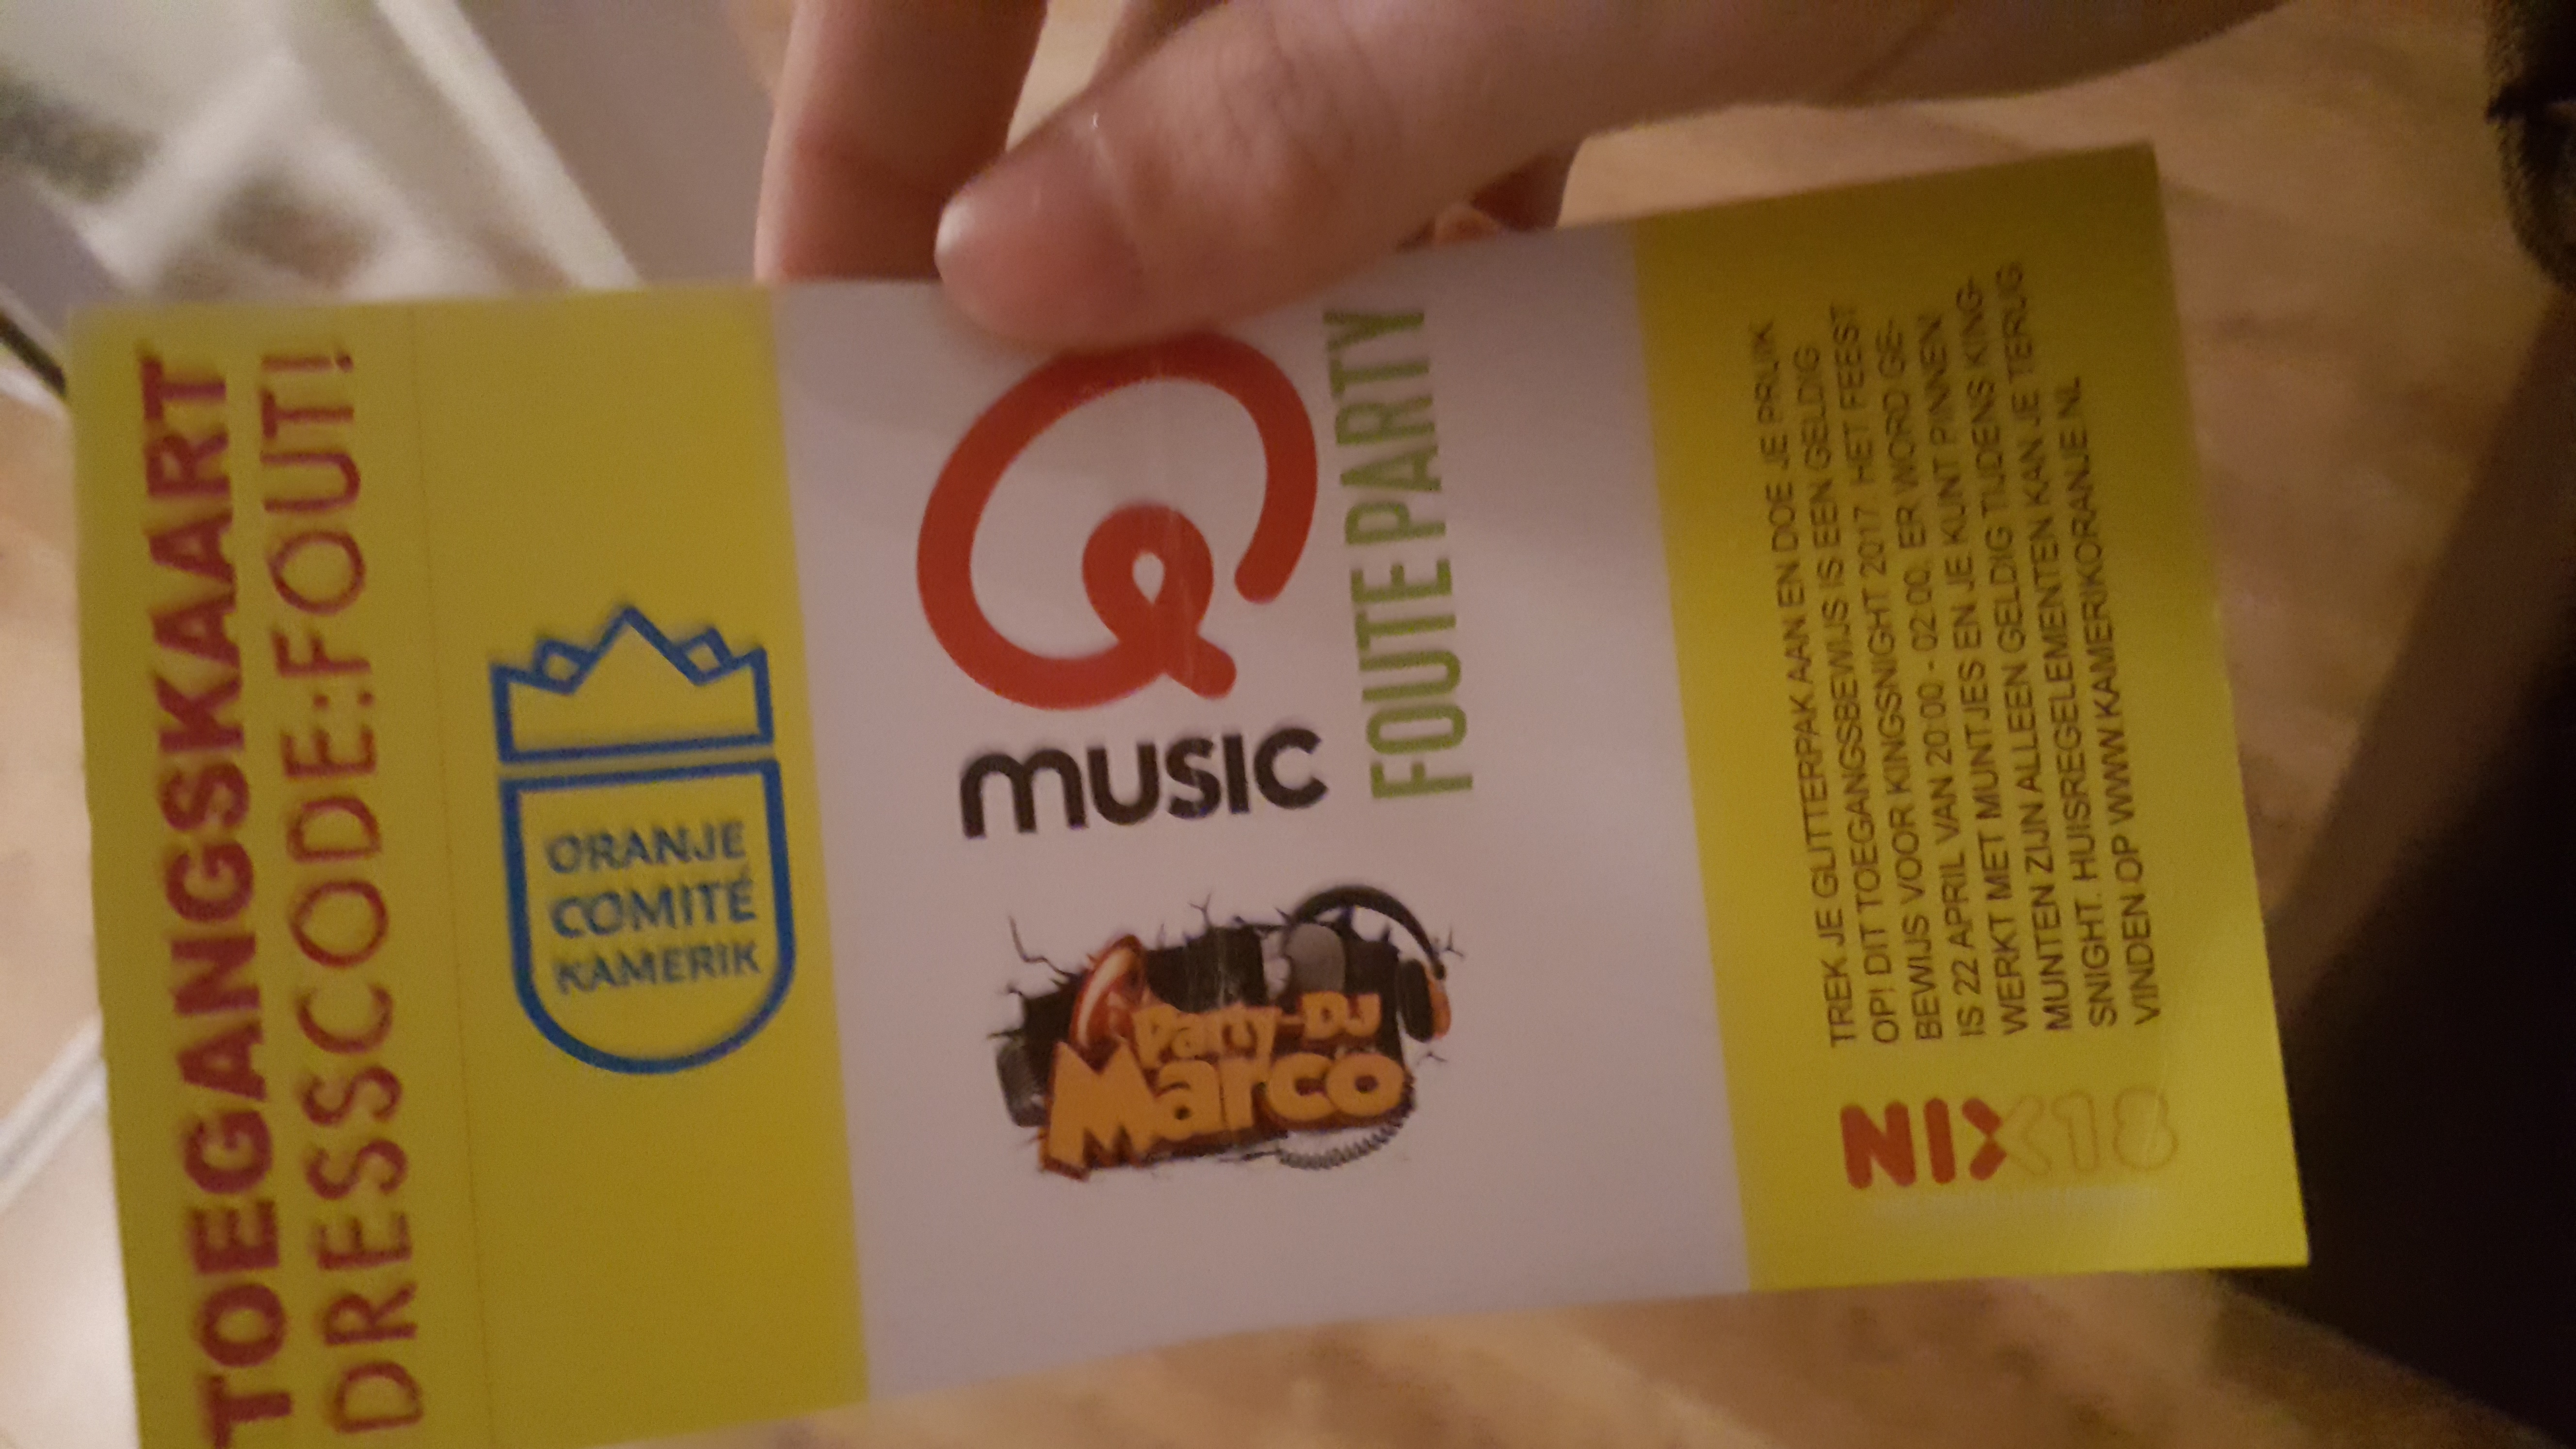 TOEGANGSKAART
DRESSCODE:FOUT!
ORANJE
COMITÉ
KAMERIK
Q
music
FOUTE PARTY
Party-DJ
Marco
NIX18
TREK JE GLITTERPAK AAN EN DOE JE PRUIK
OP! DIT TOEGANGSBEWIJS IS EEN GELDIG
BEWIJS VOOR KINGSNIGHT 2017. HET FEEST
IS 22 APRIL VAN 20:00 - 02:00. ER WORD GE-
WERKT MET MUNTJES EN JE KUNT PINNEN!
MUNTEN ZIJN ALLEEN GELDIG TIJDENS KING-
SNIGHT. HUISREGELEMENTEN KAN JE TERUG
VINDEN OP WWW.KAMERIKORANJE.NL